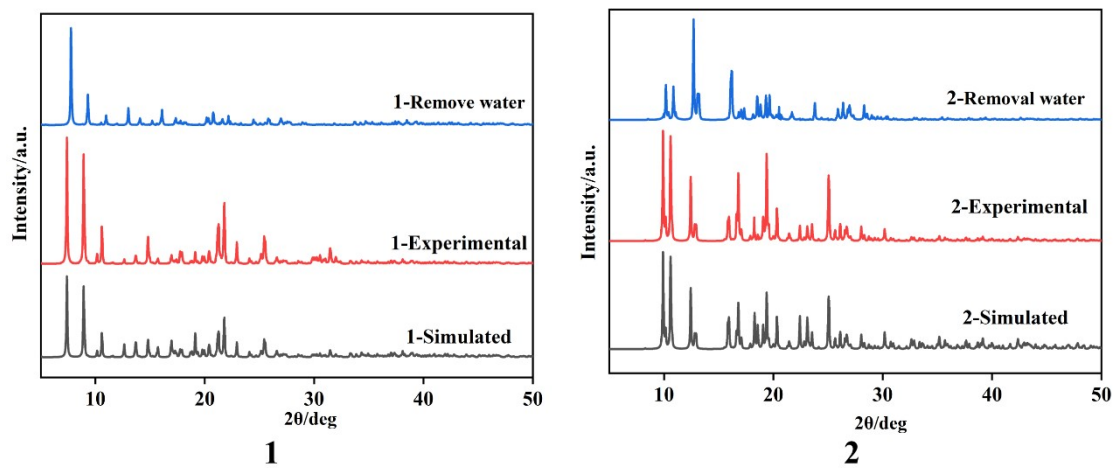 Intensity/a.u.
1-Remove water
1-Experimental
1-Simulated
10 20 30 40 50
2θ/deg
1
Intensity/a.u.
2-Removal water
2-Experimental
2-Simulated
10 20 30 40 50
2θ/deg
2